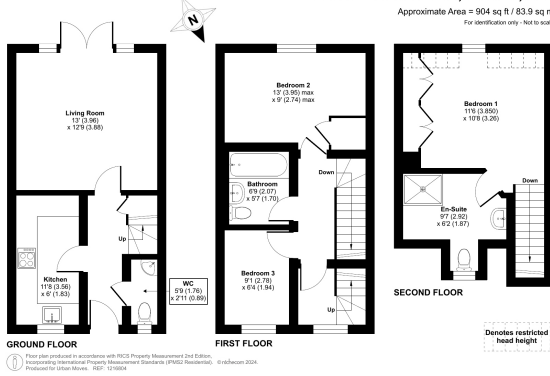 Approximate Area = 904 sq ft / 83.9 sq m
For identification only - Not to scale
N
Living Room
13' (3.96)
x 12'9 (3.88)
Up
Kitchen
11'8 (3.56)
x 6' (1.83)
WC
5'9 (1.76)
x 2'11 (0.89)
GROUND FLOOR
Bedroom 2
13' (3.95) max
x 9' (2.74) max
Down
Bathroom
6'9 (2.07)
x 5'7 (1.70)
Bedroom 3
9'1 (2.78)
x 6'4 (1.94)
Up
FIRST FLOOR
Bedroom 1
11'6 (3.850)
x 10'8 (3.26)
Down
En-Suite
9'7 (2.92)
x 6'2 (1.87)
SECOND FLOOR
Denotes restricted
head height
Floor plan produced in accordance with RICS Property Measurement 2nd Edition,
Incorporating International Property Measurement Standards (IPMS2 Residential). © nichecom 2024.
Produced for Urban Moves. REF: 1216804